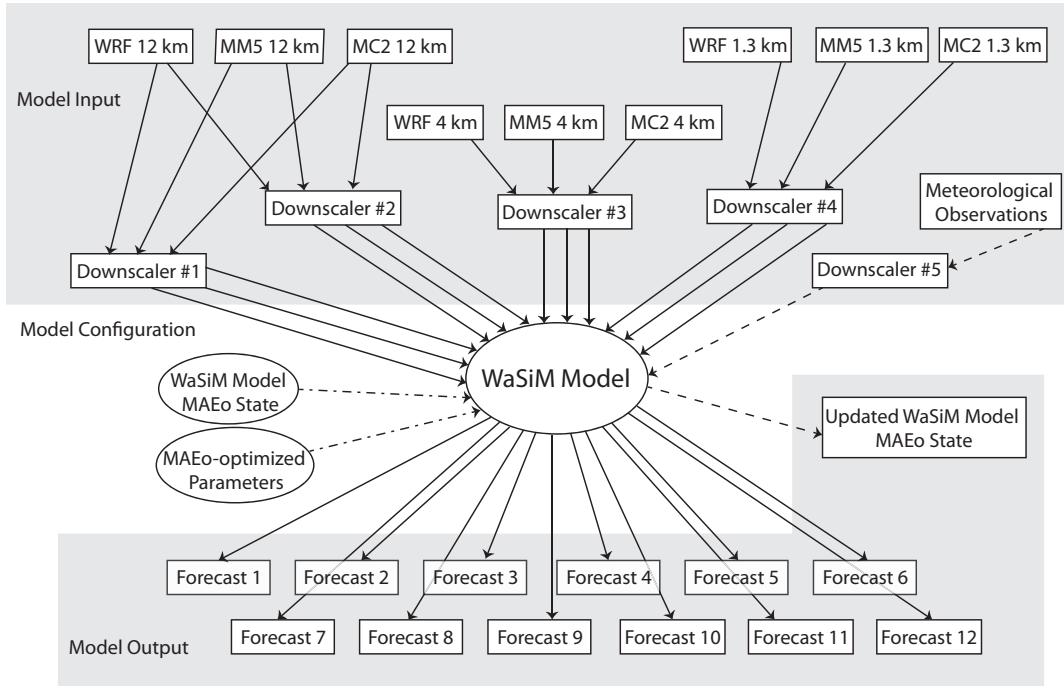 WRF 12 km
MM5 12 km
MC2 12 km
WRF 1.3 km
MM5 1.3 km
MC2 1.3 km
Model Input
WRF 4 km
MM5 4 km
MC2 4 km
Downscaler #2
Downscaler #3
Downscaler #4
Meteorological
Observations
Downscaler #1
Downscaler #5
Model Configuration
WaSiM Model
WaSiM Model
MAEo State
MAEo-optimized
Parameters
Updated WaSiM Model
MAEo State
Forecast 1
Forecast 2
Forecast 3
Forecast 4
Forecast 5
Forecast 6
Forecast 7
Forecast 8
Forecast 9
Forecast 10
Forecast 11
Forecast 12
Model Output